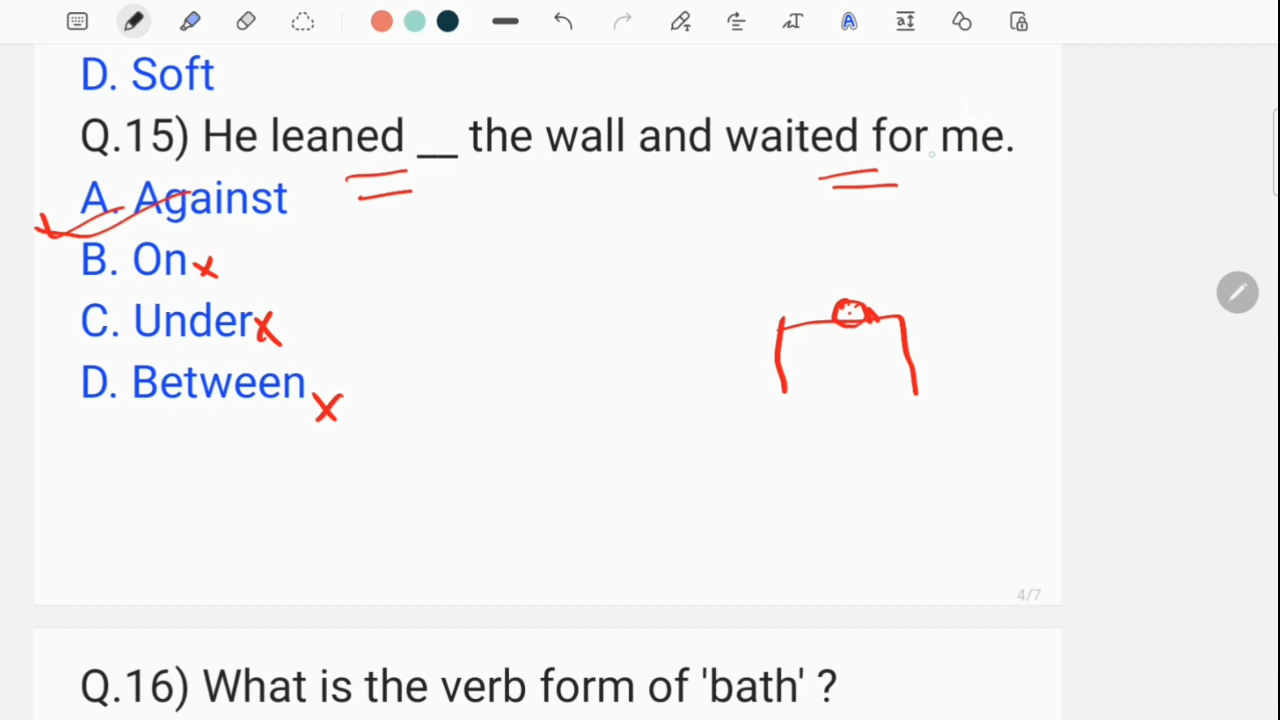 D. Soft
Q.15) He leaned __ the wall and waited for me.
A. Against
B. On
C. Under
D. Between
4/7
Q.16) What is the verb form of 'bath' ?